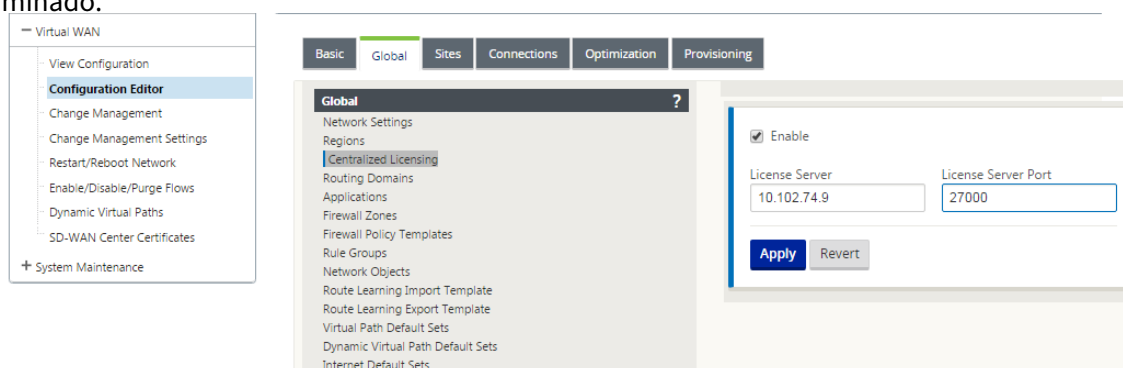 minado.
Virtual WAN
View Configuration
Configuration Editor
Change Management
Change Management Settings
Restart/Reboot Network
Enable/Disable/Purge Flows
Dynamic Virtual Paths
SD-WAN Center Certificates
+ System Maintenance
Basic Global Sites Connections Optimization Provisioning
Global ?
Network Settings
Regions
Centralized Licensing
Routing Domains
Applications
Firewall Zones
Firewall Policy Templates
Rule Groups
Network Objects
Route Learning Import Template
Route Learning Export Template
Virtual Path Default Sets
Dynamic Virtual Path Default Sets
Internet Default Sets
Enable
License Server License Server Port
10.102.74.9 27000
Apply Revert